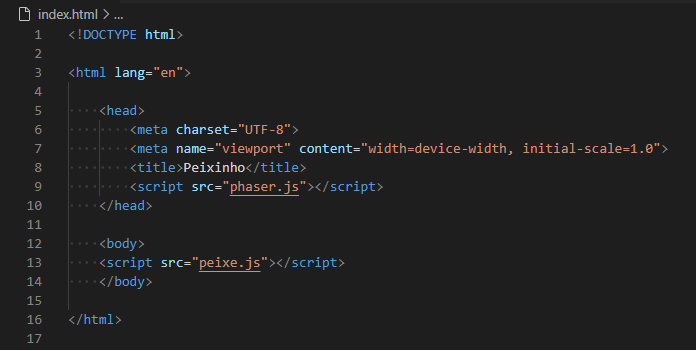 index.html > ...
1 <!DOCTYPE html>
2
3 <html lang="en">
4
5 <head>
6 <meta charset="UTF-8">
7 <meta name="viewport" content="width=device-width, initial-scale=1.0">
8 <title>Peixinho</title>
9 <script src="phaser.js"></script>
10 </head>
11
12 <body>
13 <script src="peixe.js"></script>
14 </body>
15
16 </html>
17